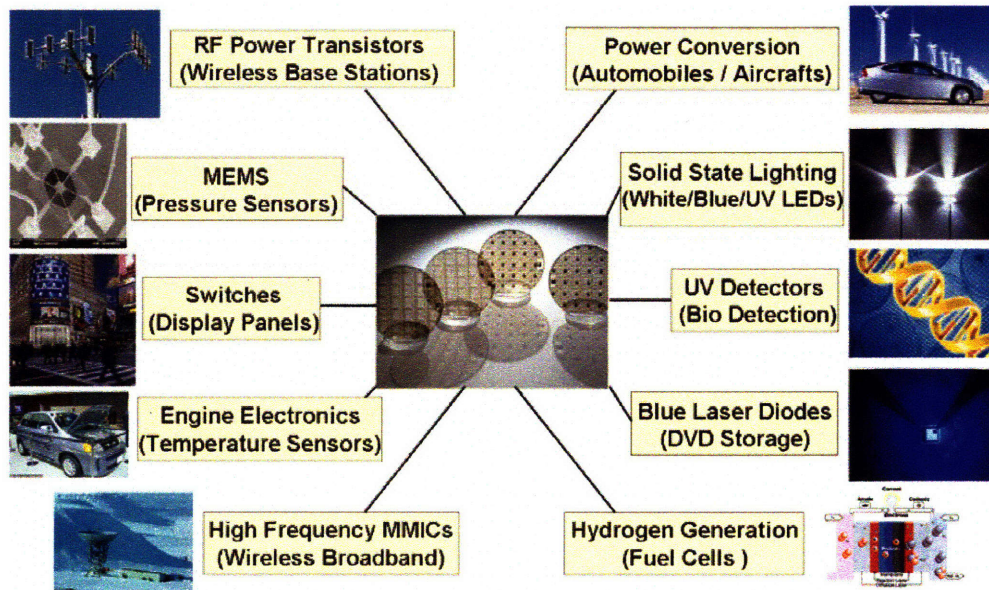 RF Power Transistors
(Wireless Base Stations)
Power Conversion
(Automobiles / Aircrafts)
MEMS
(Pressure Sensors)
Solid State Lighting
(White/Blue/UV LEDs)
Switches
(Display Panels)
UV Detectors
(Bio Detection)
Engine Electronics
(Temperature Sensors)
Blue Laser Diodes
(DVD Storage)
High Frequency MMICs
(Wireless Broadband)
Hydrogen Generation
(Fuel Cells )
Current